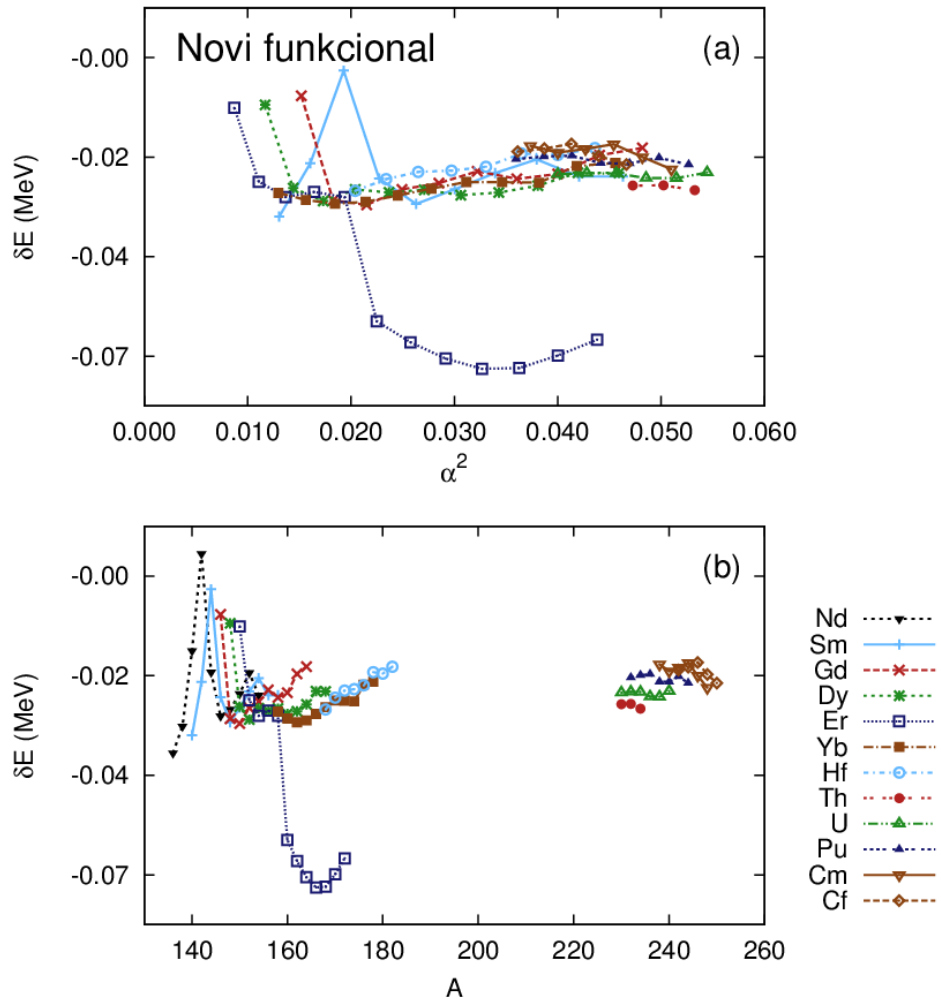 Novi funkcional
(a)
-0.00
-0.02
-0.04
-0.07
δE (MeV)
0.000 0.010 0.020 0.030 0.040 0.050 0.060
α²
(b)
-0.00
-0.02
-0.04
-0.07
δE (MeV)
140 160 180 200 220 240 260
A
Nd
Sm
Gd
Dy
Er
Yb
Hf
Th
U
Pu
Cm
Cf